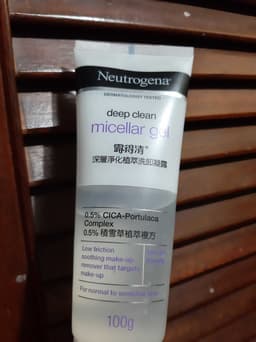 Neutrogena®
DERMATOLOGIST TESTED
deep clean
micellar gel
露得清®
深層淨化植萃洗卸凝露
0.5% CICA-Portulaca
Complex
0.5% 積雪草植萃複方
Low friction
soothing make-up
remover that targets
make-up
For normal to sensitive skin
100g